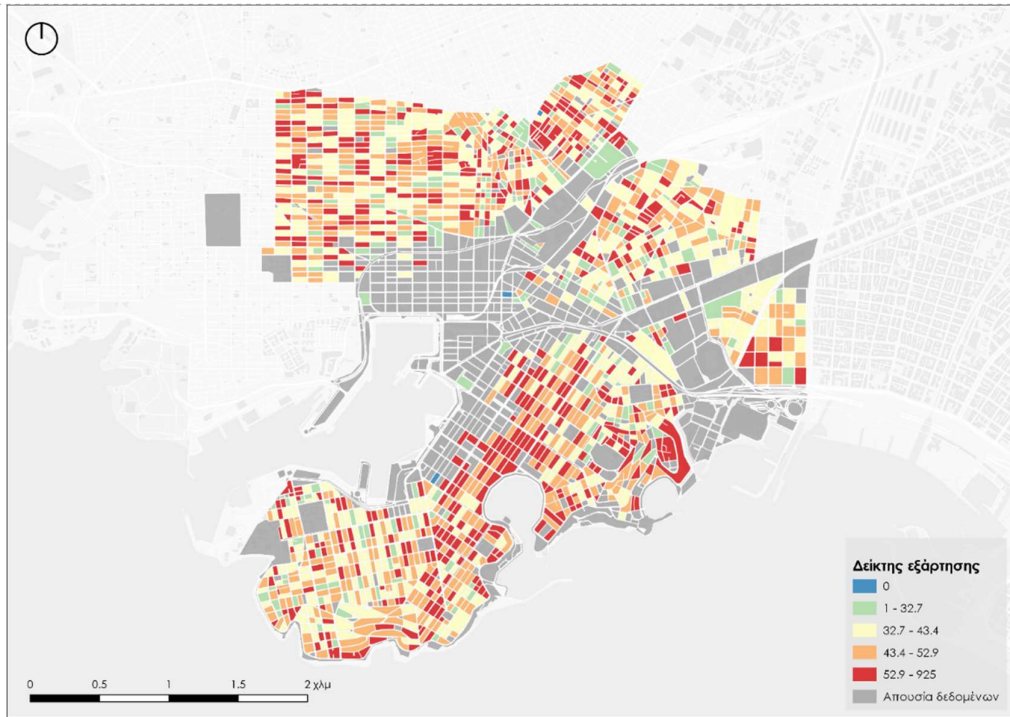 Δείκτης εξάρτησης
0
1 - 32.7
32.7 - 43.4
43.4 - 52.9
52.9 - 925
Απουσία δεδομένων
0 0.5 1 1.5 2 χλμ